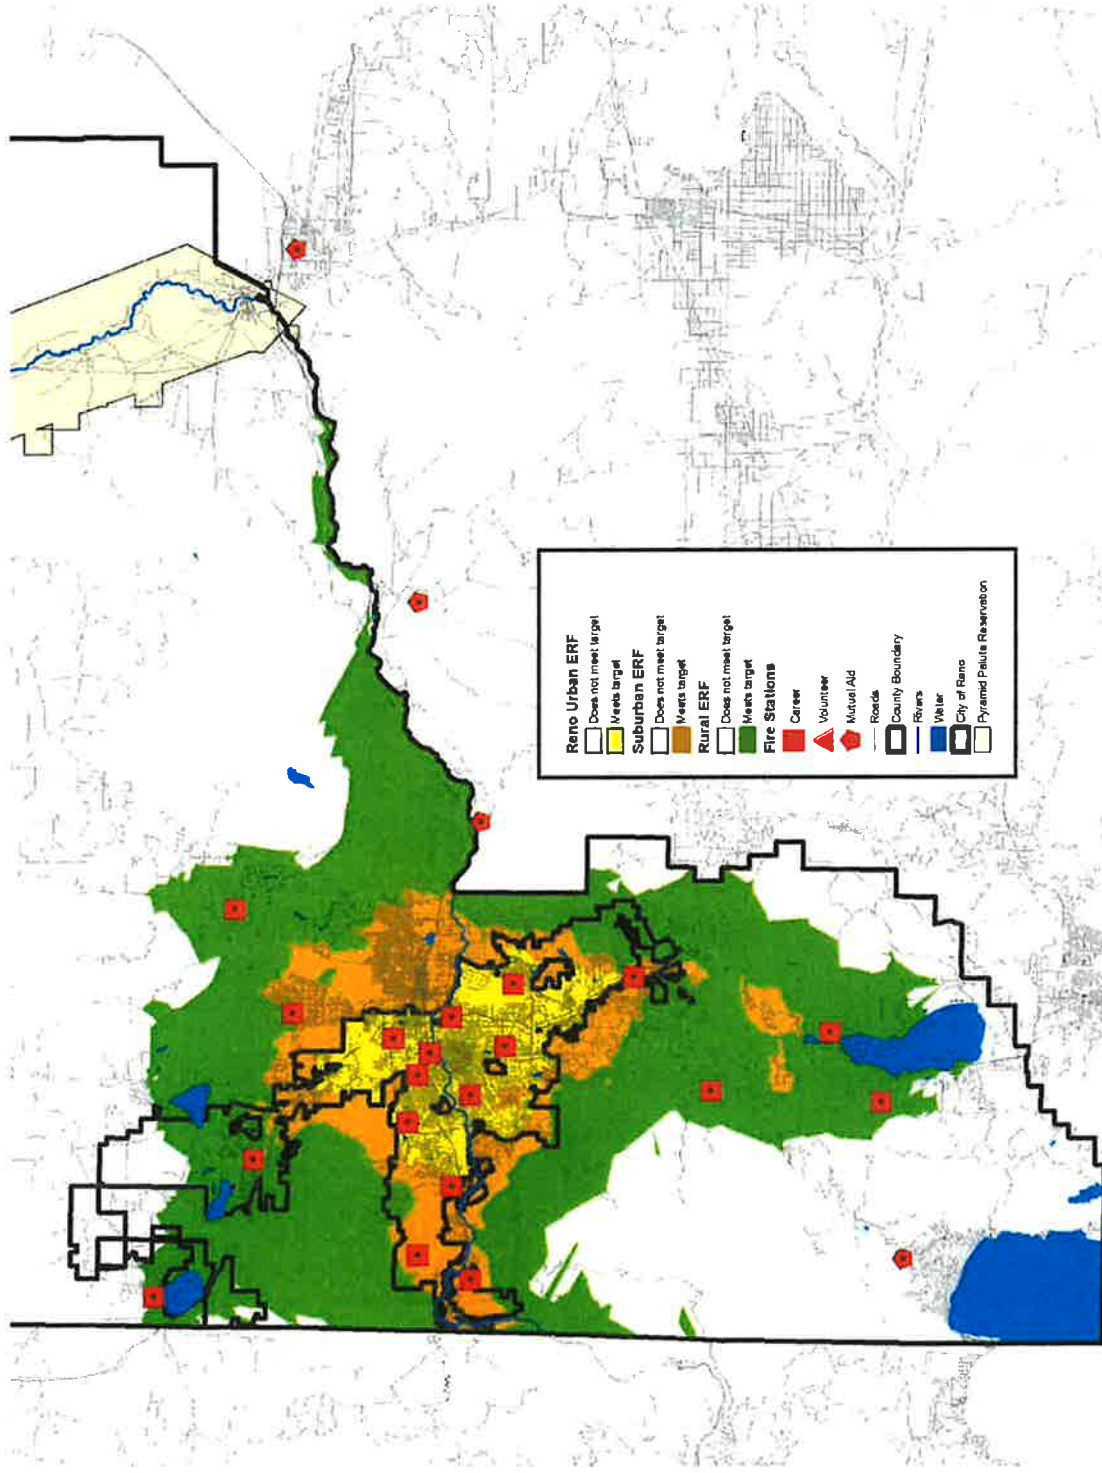 Reno Urban ERF
Does not meet target
Meets target
Suburban ERF
Does not meet target
Meets target
Rural ERF
Does not meet target
Meets target
Fire Stations
Career
Volunteer
Mutual Aid
Roads
County Boundary
Rivers
Water
City of Reno
Pyramid Paiute Reservation